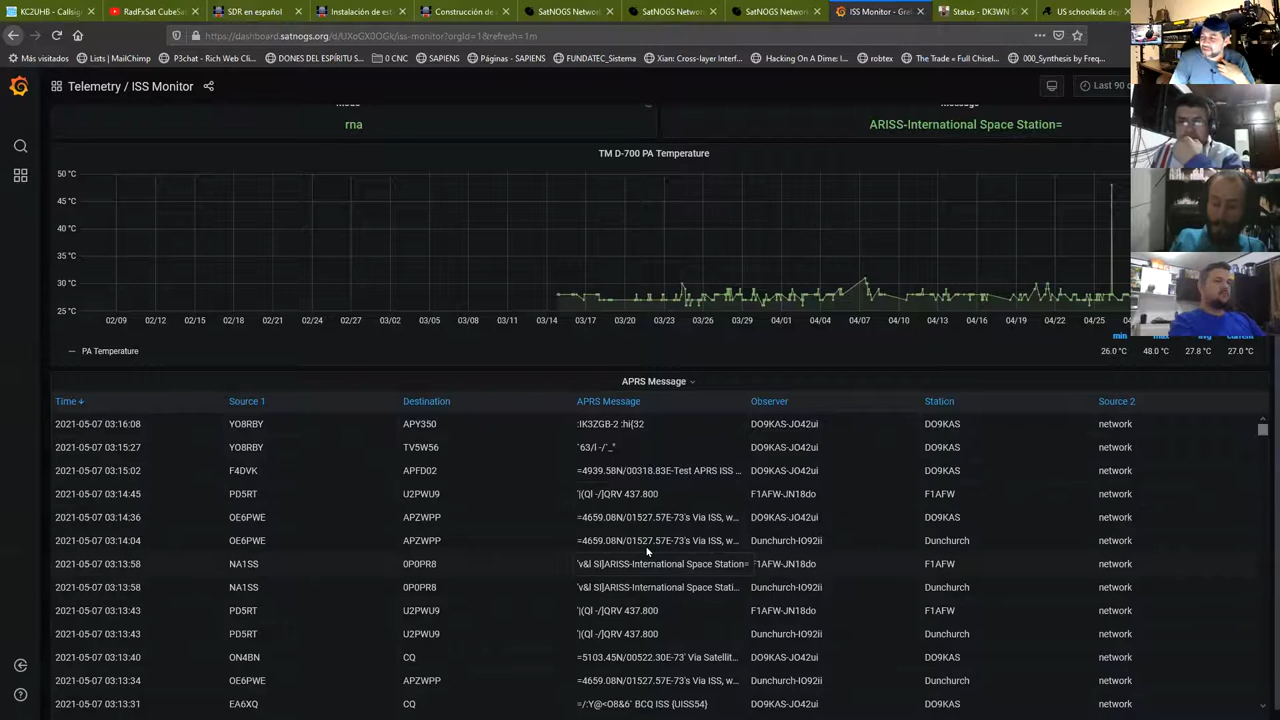 KC2UHB - Callsign
RadFxSat CubeSat
SDR en español
Instalación de est
Construcción de
SatNOGS Network
SatNOGS Network
SatNOGS Network
ISS Monitor - Graf
Status - DK3WN S
US schoolkids de
https://dashboard.satnogs.org/d/UXoGXOOGk/iss-monitor?orgId=1&refresh=1m
Más visitados
Lists | MailChimp
P3chat - Rich Web Cli...
DONES DEL ESPÍRITU S...
0 CNC
SAPIENS
Páginas_SAPIENS
FUNDATEC_Sistema
Xian: Cross-layer Interf...
Hacking On A Dime: I...
robtex
The Trade « Full Chisel...
000_Synthesis by Freq...
Telemetry / ISS Monitor
Last 90
Mode
Message
rna
ARISS-International Space Station=
TM D-700 PA Temperature
50 °C
45 °C
40 °C
35 °C
30 °C
25 °C
02/09 02/12 02/15 02/18 02/21 02/24 02/27 03/02 03/05 03/08 03/11 03/14 03/17 03/20 03/23 03/26 03/29 04/01 04/04 04/07 04/10 04/13 04/16 04/19 04/22 04/25
min max avg current
PA Temperature 26.0 °C 48.0 °C 27.8 °C 27.0 °C
APRS Message
Time Source 1 Destination APRS Message Observer Station Source 2
2021-05-07 03:16:08 YO8RBY APY350 :IK3ZGB-2 :hi{32 DO9KAS-JO42ui DO9KAS network
2021-05-07 03:15:27 YO8RBY TV5W56 `63/l -/`"_" DO9KAS-JO42ui DO9KAS network
2021-05-07 03:15:02 F4DVK APFD02 =4939.58N/00318.83E-Test APRS ISS ... DO9KAS-JO42ui DO9KAS network
2021-05-07 03:14:45 PD5RT U2PWU9 '|(Ql -/]QRV 437.800 F1AFW-JN18do F1AFW network
2021-05-07 03:14:36 OE6PWE APZWPP =4659.08N/01527.57E-73's Via ISS, w... DO9KAS-JO42ui DO9KAS network
2021-05-07 03:14:04 OE6PWE APZWPP =4659.08N/01527.57E-73's Via ISS, w... Dunchurch-IO92ii Dunchurch network
2021-05-07 03:13:58 NA1SS 0P0PR8 'v&l SI]ARISS-International Space Station= F1AFW-JN18do F1AFW network
2021-05-07 03:13:58 NA1SS 0P0PR8 'v&l SI]ARISS-International Space Stati... Dunchurch-IO92ii Dunchurch network
2021-05-07 03:13:43 PD5RT U2PWU9 '|(Ql -/]QRV 437.800 F1AFW-JN18do F1AFW network
2021-05-07 03:13:43 PD5RT U2PWU9 '|(Ql -/]QRV 437.800 Dunchurch-IO92ii Dunchurch network
2021-05-07 03:13:40 ON4BN CQ =5103.45N/00522.30E-73' Via Satellit... DO9KAS-JO42ui DO9KAS network
2021-05-07 03:13:34 OE6PWE APZWPP =4659.08N/01527.57E-73's Via ISS, w... Dunchurch-IO92ii Dunchurch network
2021-05-07 03:13:31 EA6XQ CQ =/:Y@<O8&6` BCQ ISS {UISS54} Dunchurch-IO92ii Dunchurch network